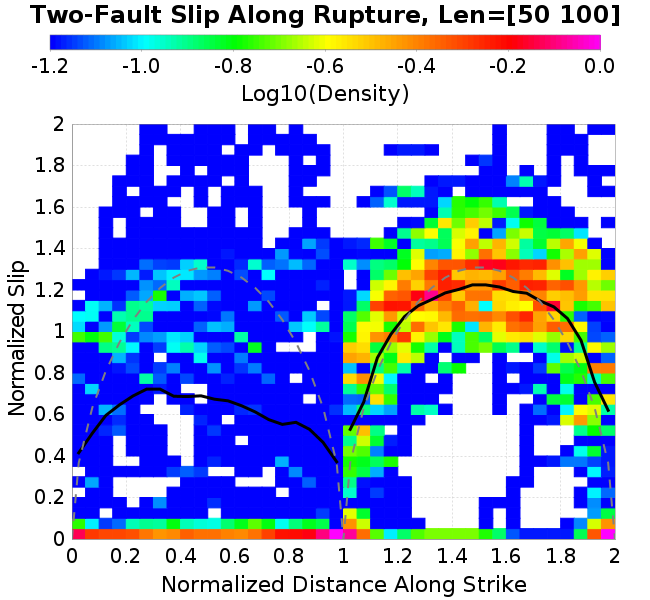 Two-Fault Slip Along Rupture, Len=[50 100]
-1.2 -1.0 -0.8 -0.6 -0.4 -0.2 0.0
Log10(Density)
Normalized Slip
2
1.8
1.6
1.4
1.2
1
0.8
0.6
0.4
0.2
0
0 0.2 0.4 0.6 0.8 1 1.2 1.4 1.6 1.8 2
Normalized Distance Along Strike